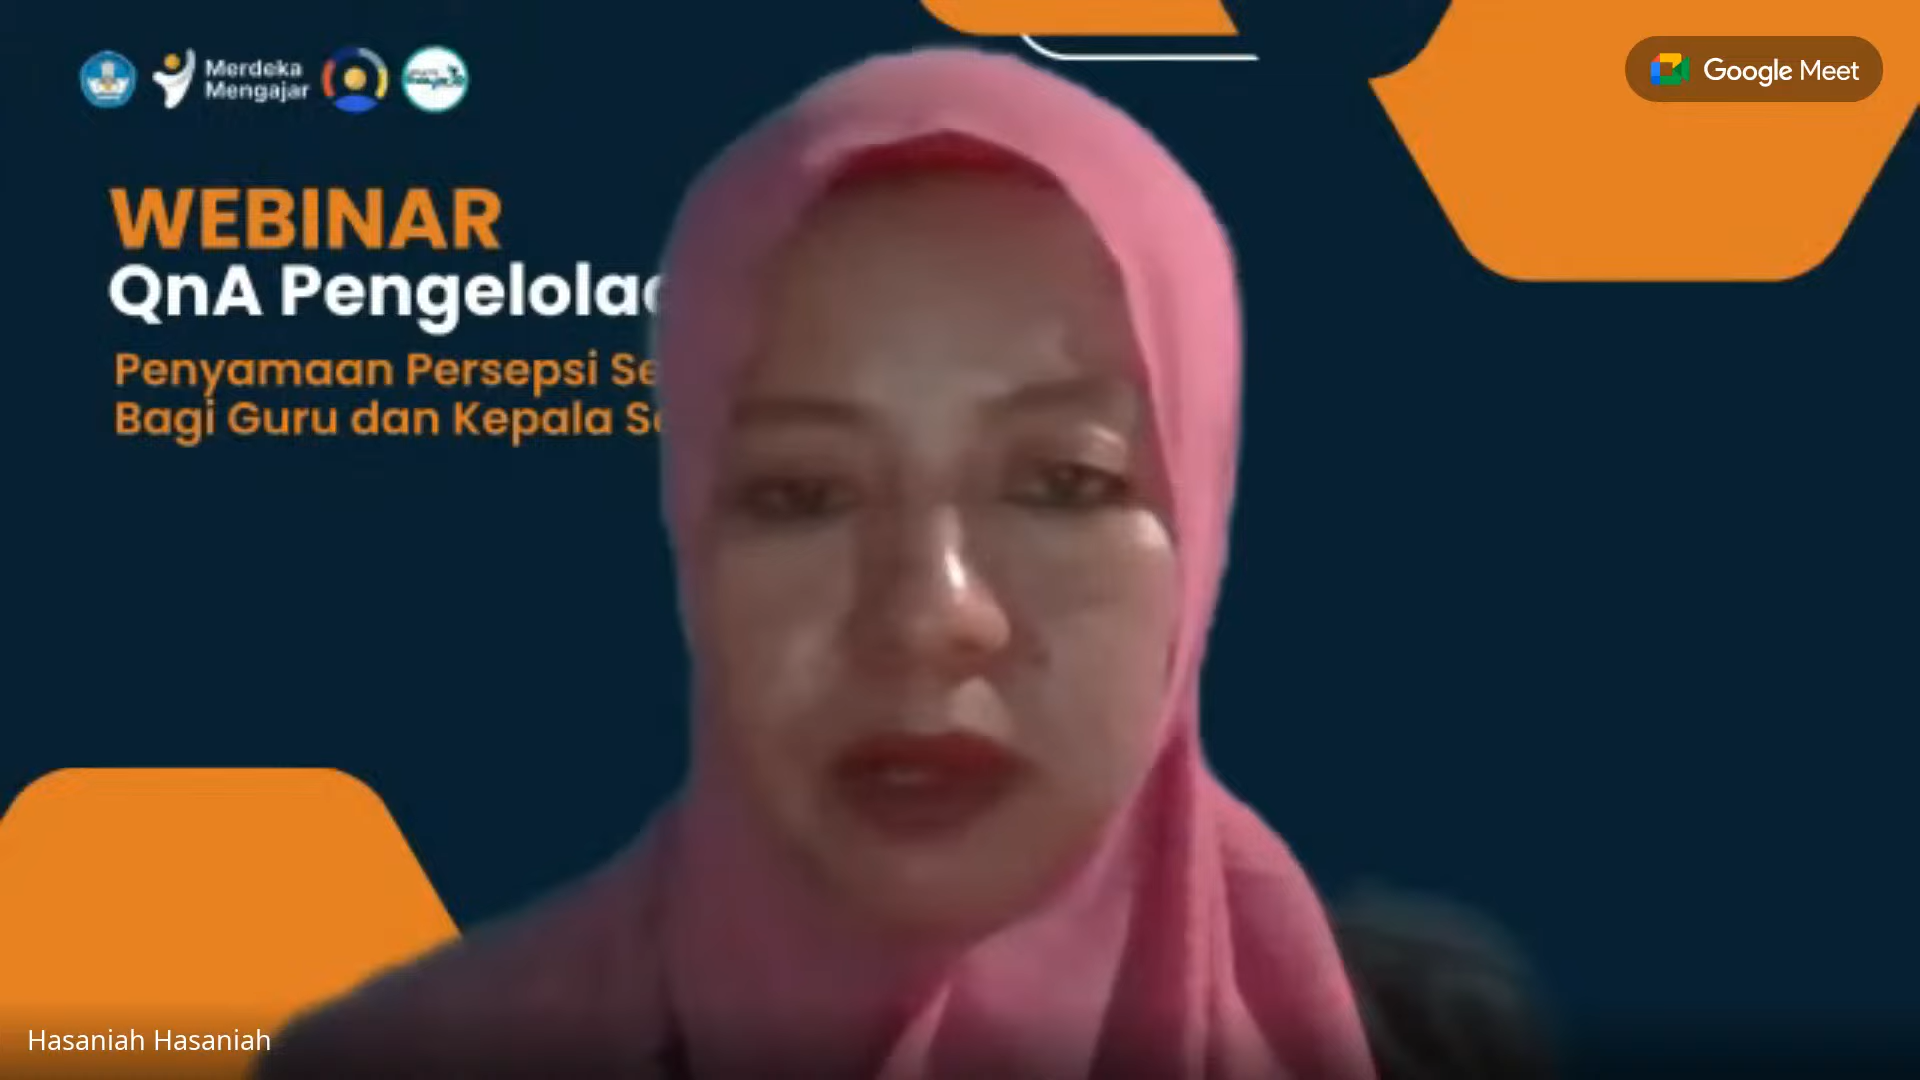 Merdeka
Mengajar
Google Meet
WEBINAR
QnA Pengelola
Penyamaan Persepsi Se
Bagi Guru dan Kepala S
Hasaniah Hasaniah